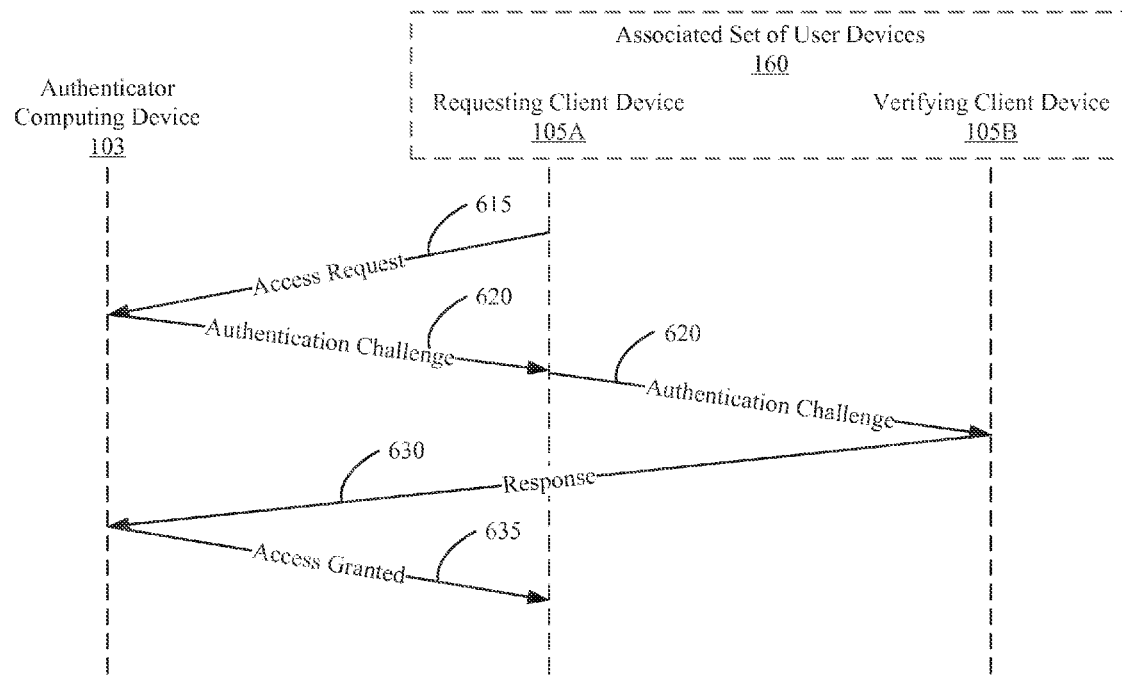 Associated Set of User Devices
160
Authenticator
Computing Device
103
Requesting Client Device
105A
Verifying Client Device
105B
615
Access Request
620
Authentication Challenge
620
Authentication Challenge
630
Response
635
Access Granted